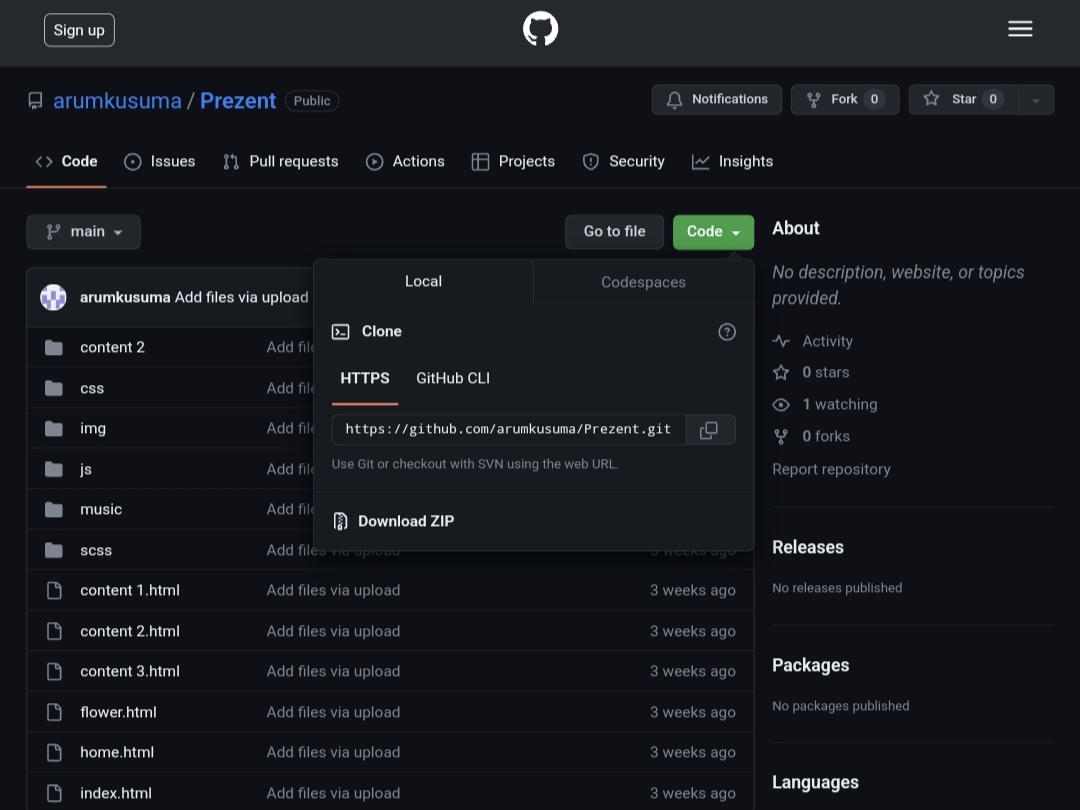 Sign up
arumkusuma / Prezent Public
Notifications Fork 0 Star 0
Code Issues Pull requests Actions Projects Security Insights
main Go to file Code
arumkusuma Add files via upload
Local Codespaces
Clone
HTTPS GitHub CLI
https://github.com/arumkusuma/Prezent.git
Use Git or checkout with SVN using the web URL.
Download ZIP
content 2 Add file
css Add file
img Add file
js Add file
music Add file
scss Add files via upload 3 weeks ago
content 1.html Add files via upload 3 weeks ago
content 2.html Add files via upload 3 weeks ago
content 3.html Add files via upload 3 weeks ago
flower.html Add files via upload 3 weeks ago
home.html Add files via upload 3 weeks ago
index.html Add files via upload 3 weeks ago
About
No description, website, or topics
provided.
Activity
0 stars
1 watching
0 forks
Report repository
Releases
No releases published
Packages
No packages published
Languages